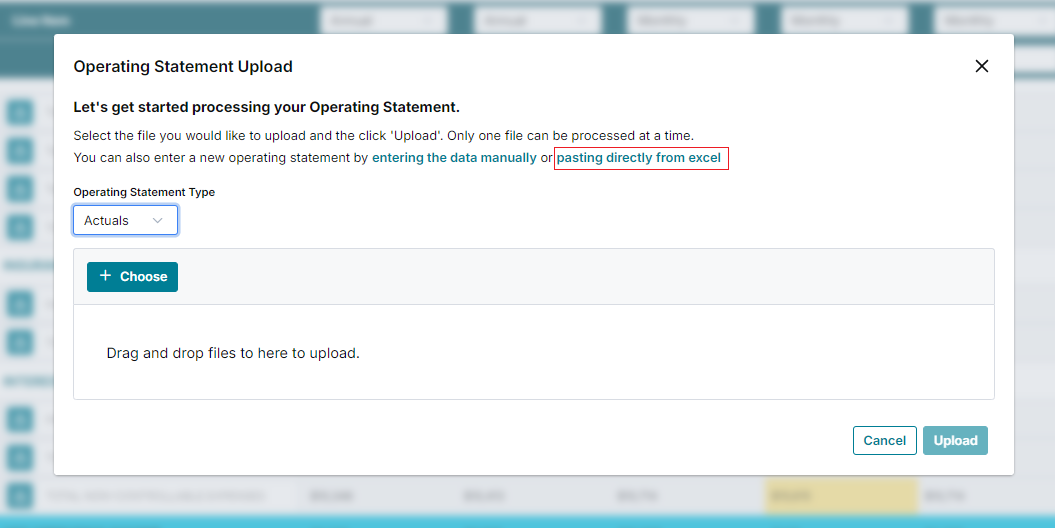 Operating Statement Upload
Let's get started processing your Operating Statement.
Select the file you would like to upload and the click 'Upload'. Only one file can be processed at a time.
You can also enter a new operating statement by entering the data manually or pasting directly from excel
Operating Statement Type
Actuals
+ Choose
Drag and drop files to here to upload.
Cancel Upload